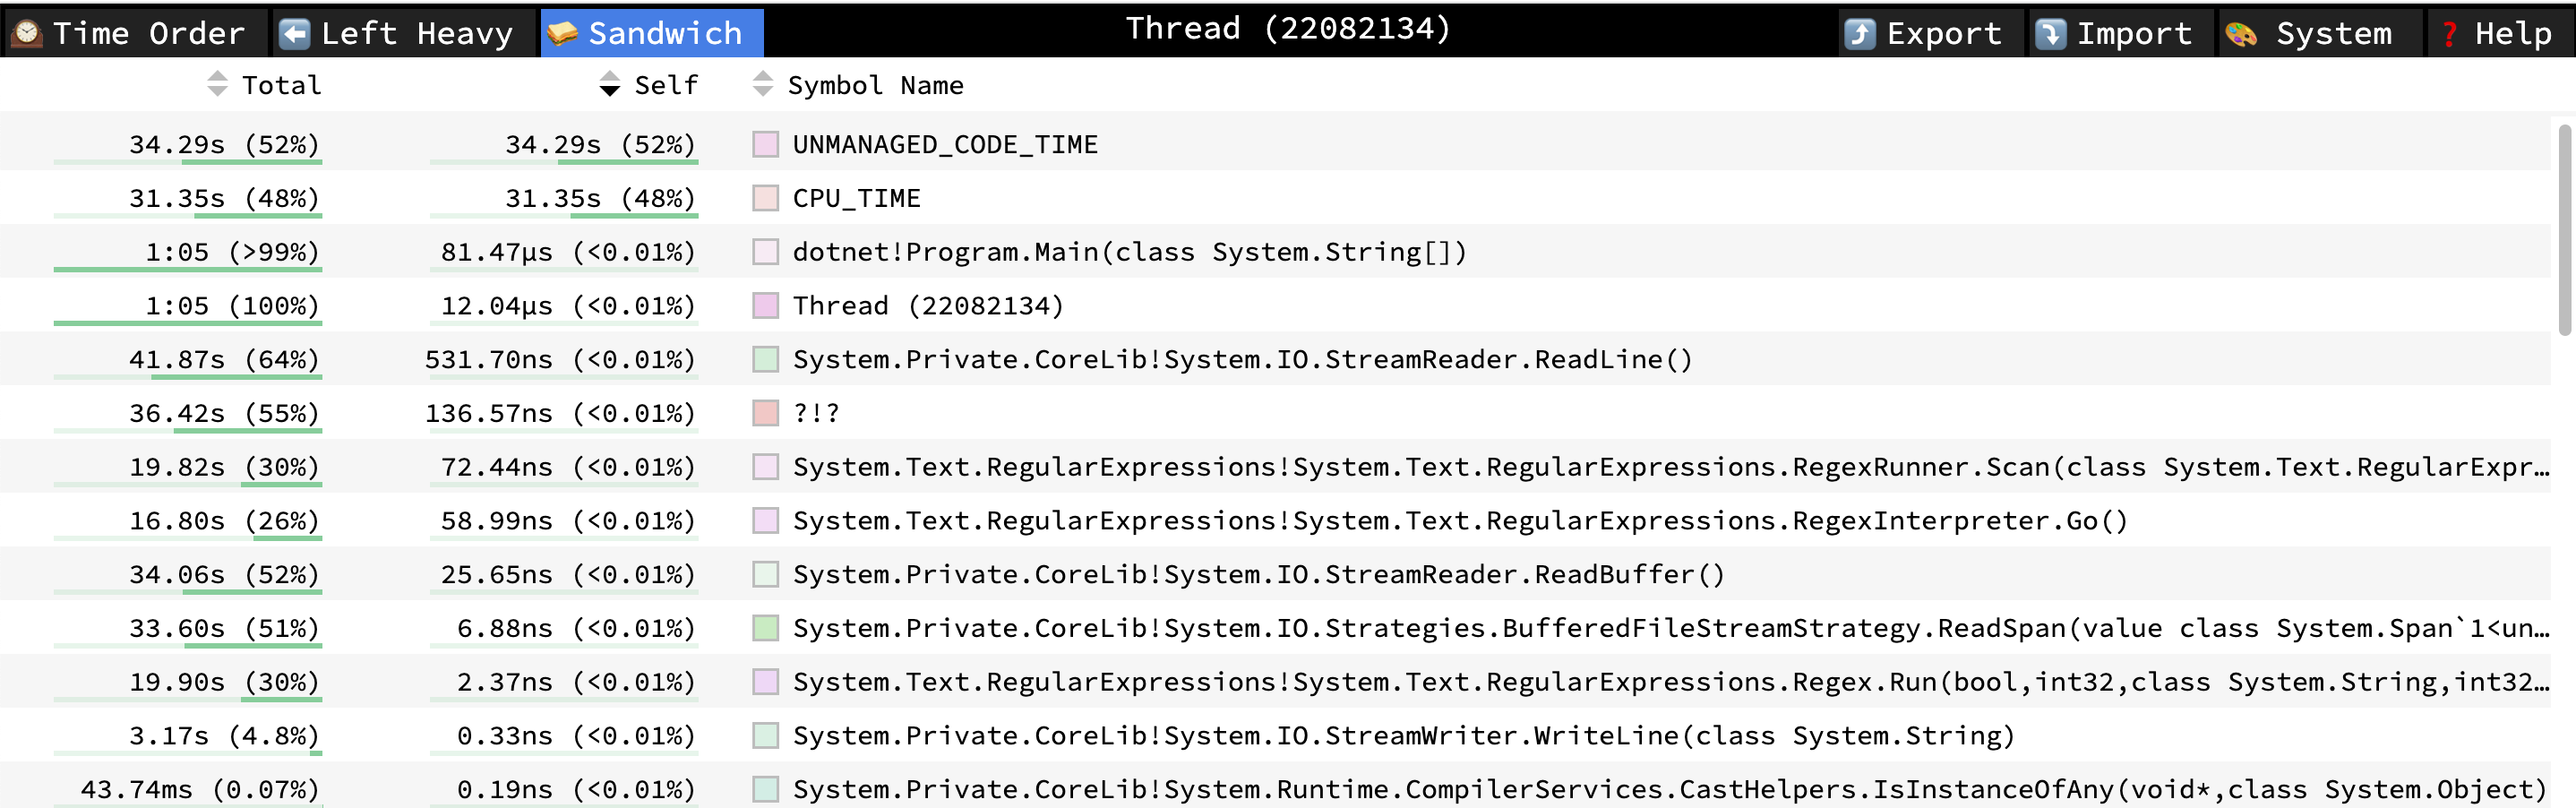 Time Order Left Heavy Sandwich Thread (22082134) Export Import System Help
Total Self Symbol Name
34.29s (52%) 34.29s (52%) UNMANAGED_CODE_TIME
31.35s (48%) 31.35s (48%) CPU_TIME
1:05 (>99%) 81.47µs (<0.01%) dotnet!Program.Main(class System.String[])
1:05 (100%) 12.04µs (<0.01%) Thread (22082134)
41.87s (64%) 531.70ns (<0.01%) System.Private.CoreLib!System.IO.StreamReader.ReadLine()
36.42s (55%) 136.57ns (<0.01%) ?!?
19.82s (30%) 72.44ns (<0.01%) System.Text.RegularExpressions!System.Text.RegularExpressions.RegexRunner.Scan(class System.Text.RegularExpr…
16.80s (26%) 58.99ns (<0.01%) System.Text.RegularExpressions!System.Text.RegularExpressions.RegexInterpreter.Go()
34.06s (52%) 25.65ns (<0.01%) System.Private.CoreLib!System.IO.StreamReader.ReadBuffer()
33.60s (51%) 6.88ns (<0.01%) System.Private.CoreLib!System.IO.Strategies.BufferedFileStreamStrategy.ReadSpan(value class System.Span`1<un…
19.90s (30%) 2.37ns (<0.01%) System.Text.RegularExpressions!System.Text.RegularExpressions.Regex.Run(bool,int32,class System.String,int32…
3.17s (4.8%) 0.33ns (<0.01%) System.Private.CoreLib!System.IO.StreamWriter.WriteLine(class System.String)
43.74ms (0.07%) 0.19ns (<0.01%) System.Private.CoreLib!System.Runtime.CompilerServices.CastHelpers.IsInstanceOfAny(void*,class System.Object)